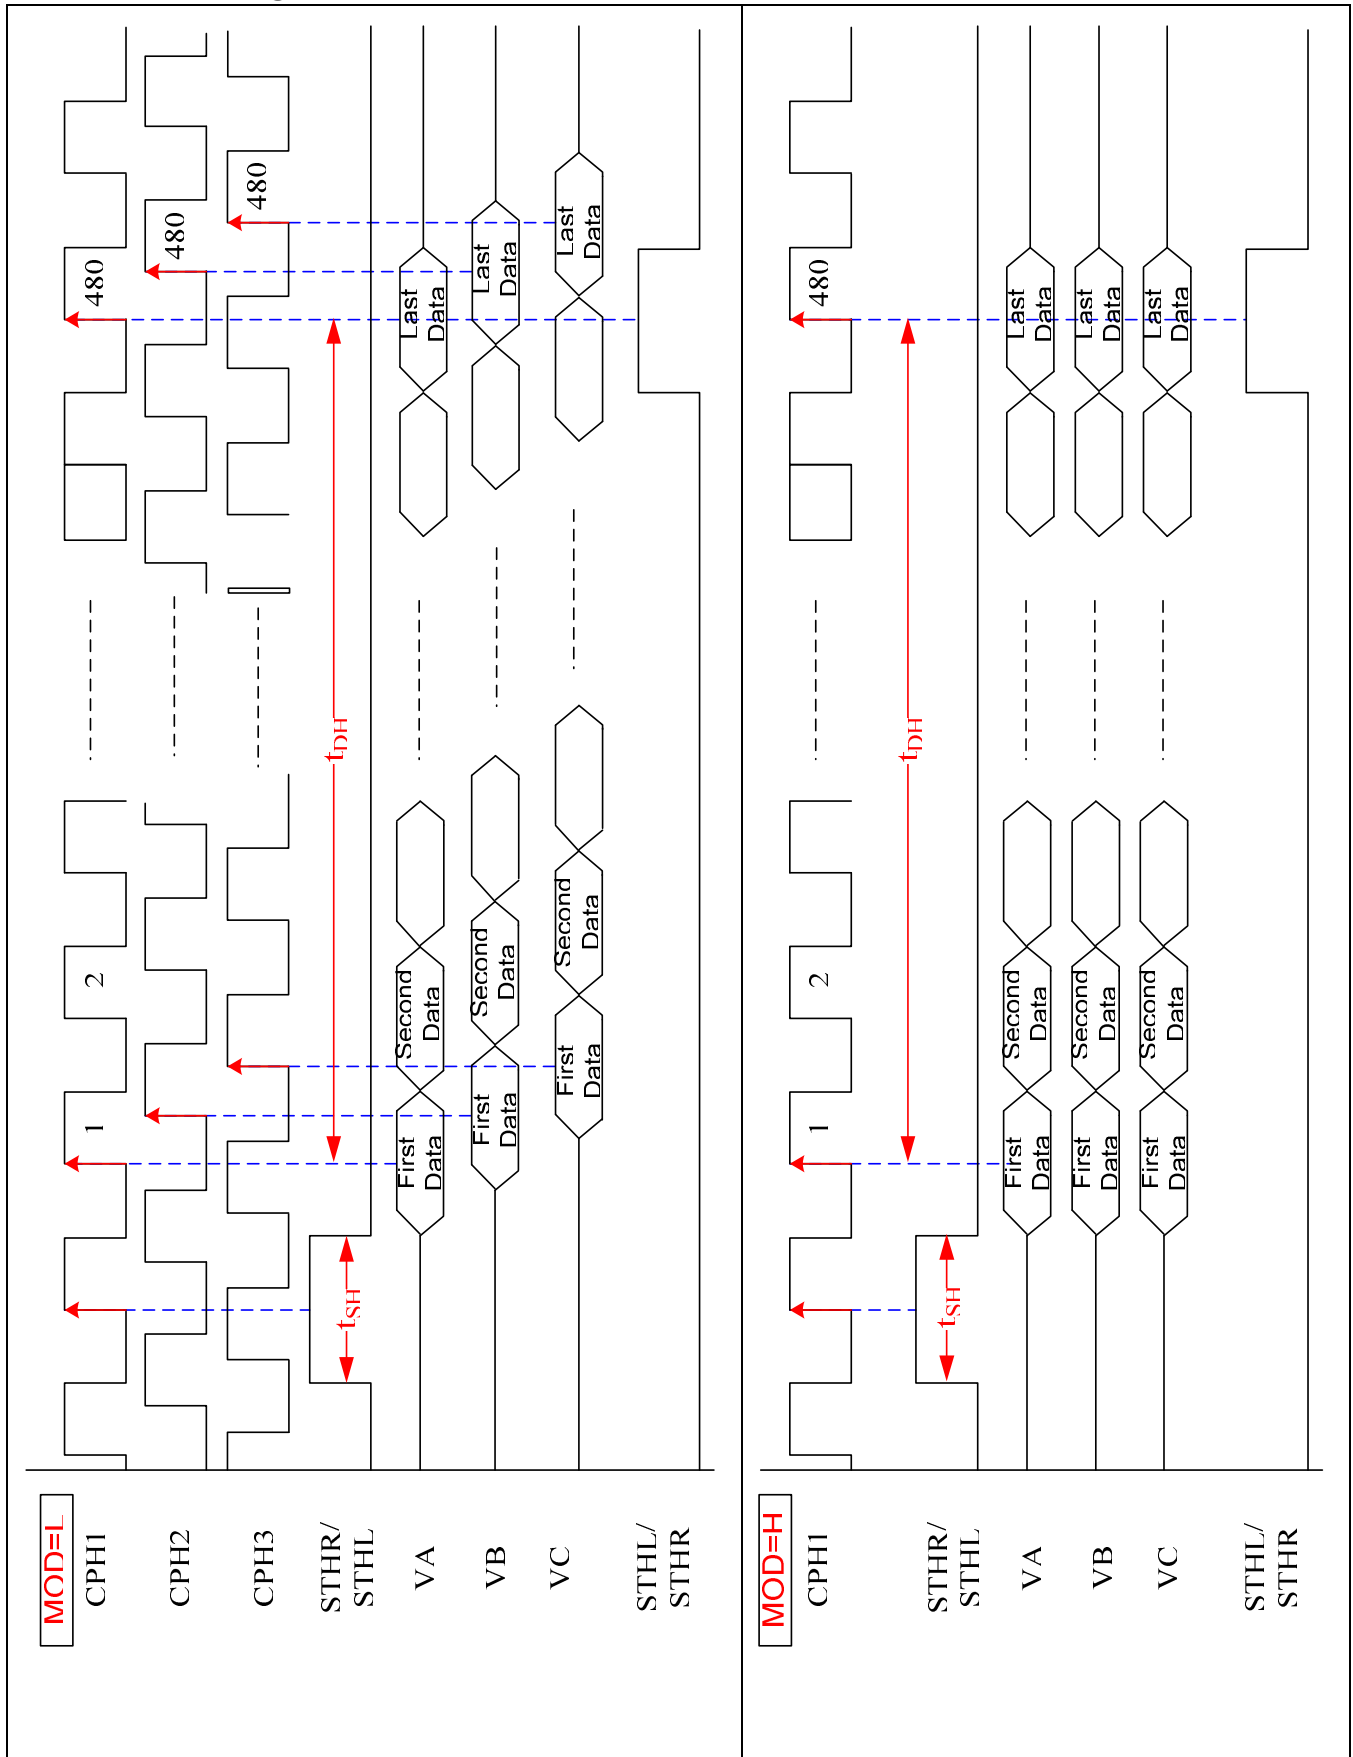 MOD=L
CPH1
1
2
480
CPH2
480
CPH3
480
STHR/
STHL
tSH
tDH
VA
First
Data
Second
Data
Last
Data
VB
First
Data
Second
Data
Last
Data
VC
First
Data
Second
Data
Last
Data
STHL/
STHR
MOD=H
CPH1
1
2
480
STHR/
STHL
tSH
tDH
VA
First
Data
Second
Data
Last
Data
VB
First
Data
Second
Data
Last
Data
VC
First
Data
Second
Data
Last
Data
STHL/
STHR